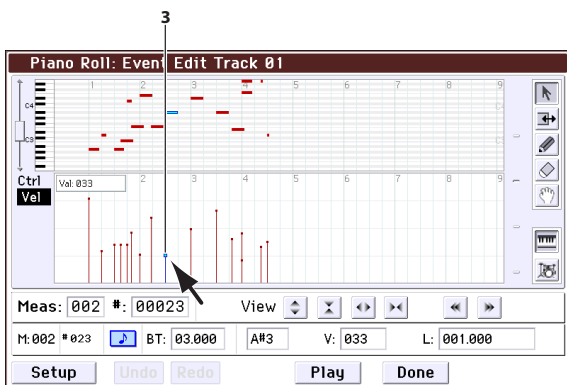 3
Piano Roll: Event Edit Track 01
1 2 3 4 5 6 7 8 9
C4
C3
Ctrl Val: 033 2 3 4 5 6 7 8 9
Vel
Meas: 002 #: 00023 View
M:002 #023 BT: 03.000 A#3 V: 033 L: 001.000
Setup Undo Redo Play Done